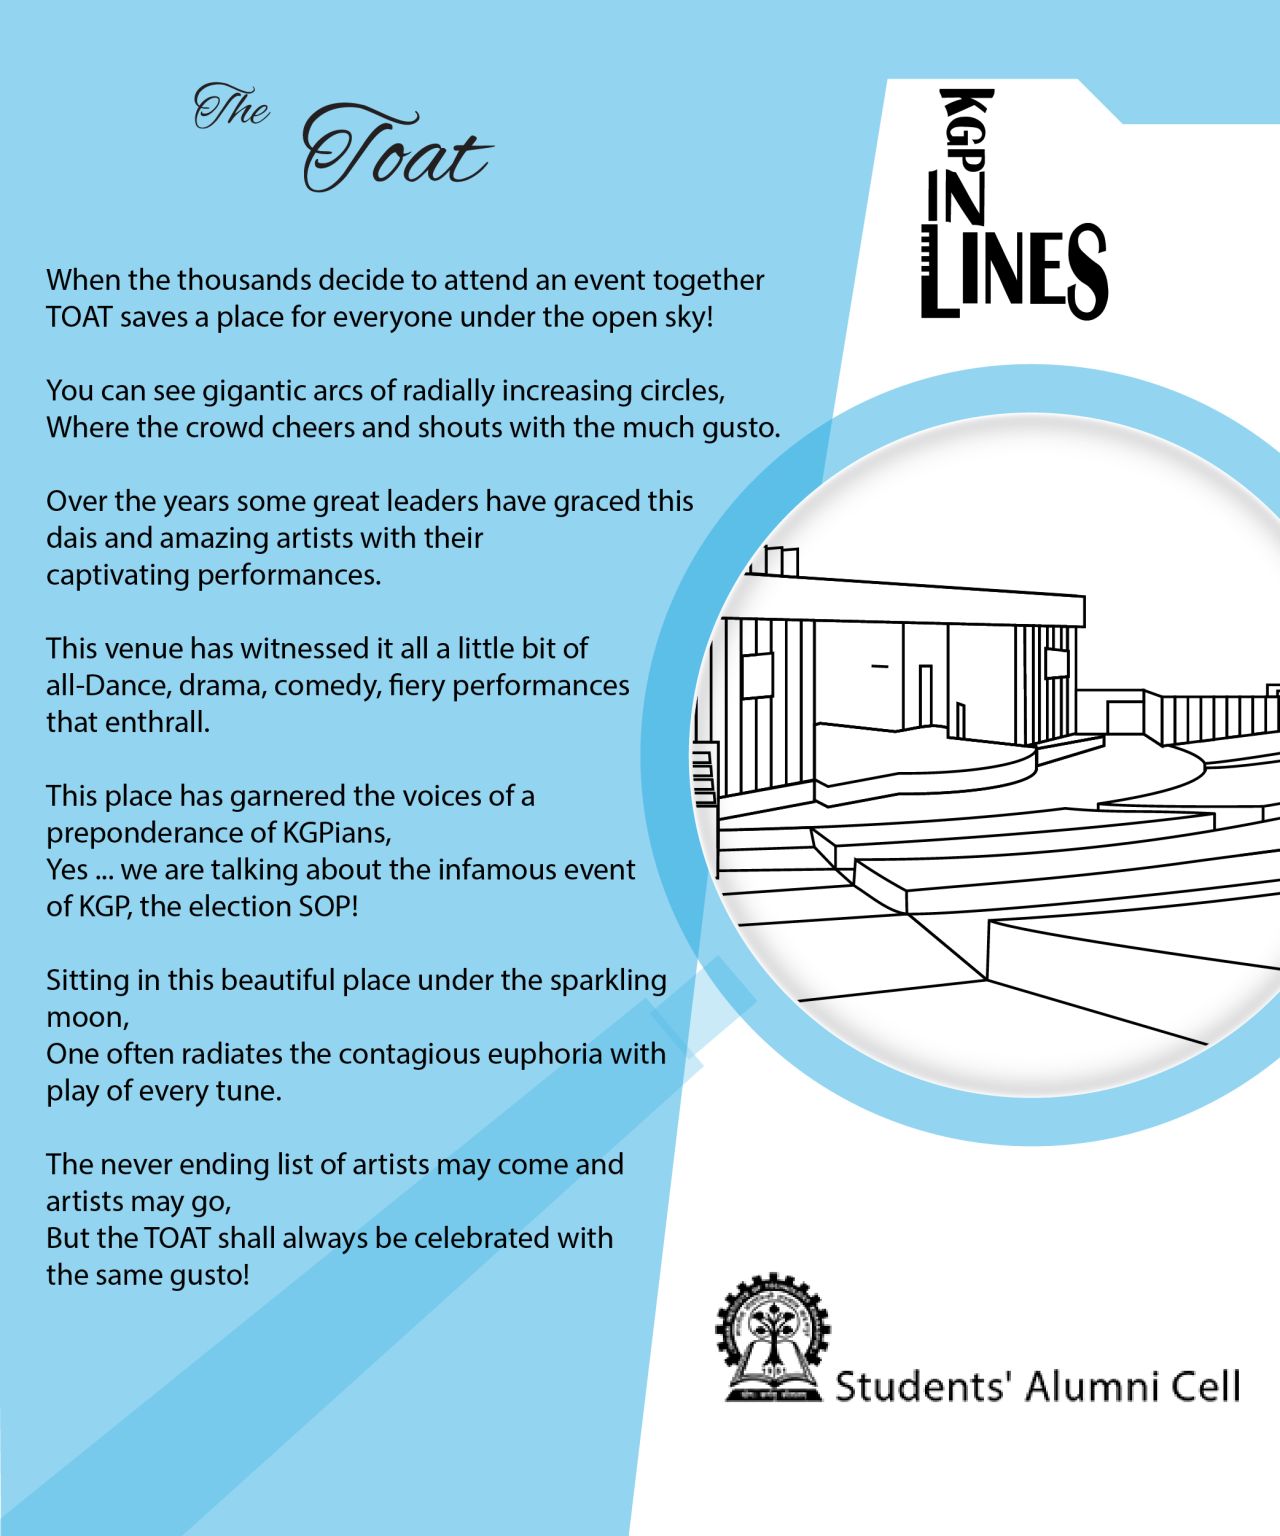 The Toat
When the thousands decide to attend an event together
TOAT saves a place for everyone under the open sky!
You can see gigantic arcs of radially increasing circles,
Where the crowd cheers and shouts with the much gusto.
Over the years some great leaders have graced this
dais and amazing artists with their
captivating performances.
This venue has witnessed it all a little bit of
all-Dance, drama, comedy, fiery performances
that enthrall.
This place has garnered the voices of a
preponderance of KGPians,
Yes ... we are talking about the infamous event
of KGP, the election SOP!
Sitting in this beautiful place under the sparkling
moon,
One often radiates the contagious euphoria with
play of every tune.
The never ending list of artists may come and
artists may go,
But the TOAT shall always be celebrated with
the same gusto!
KGP
IN
LINES
Students' Alumni Cell